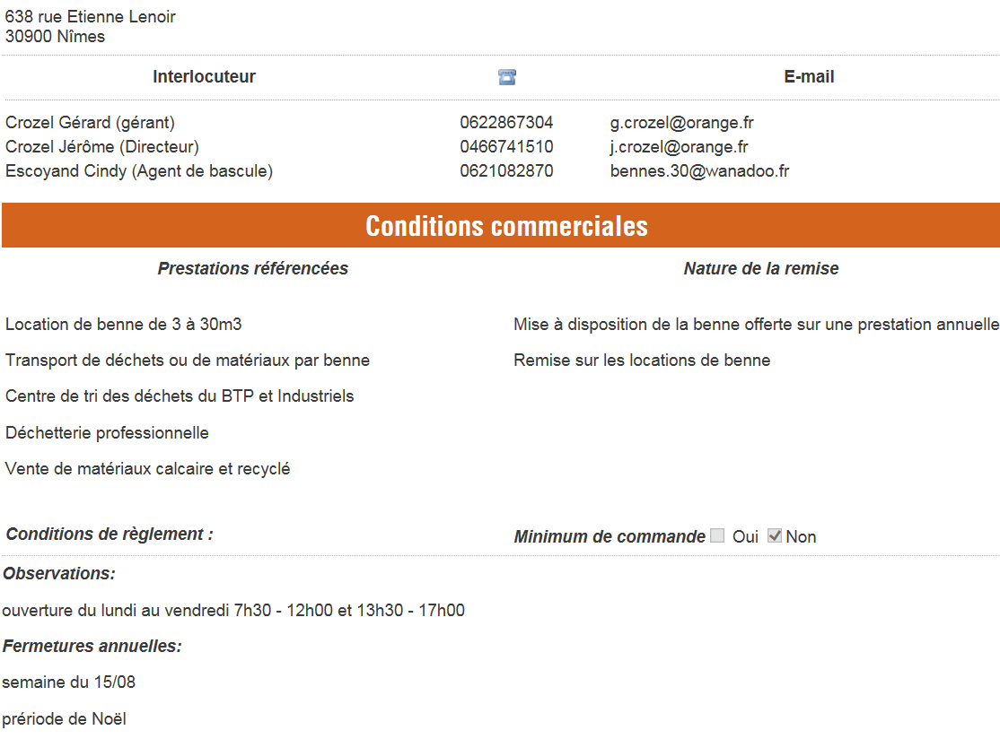 638 rue Etienne Lenoir
30900 Nîmes
Interlocuteur E-mail
Crozel Gérard (gérant) 0622867304 g.crozel@orange.fr
Crozel Jérôme (Directeur) 0466741510 j.crozel@orange.fr
Escoyand Cindy (Agent de bascule) 0621082870 bennes.30@wanadoo.fr
Conditions commerciales
Prestations référencées Nature de la remise
Location de benne de 3 à 30m3 Mise à disposition de la benne offerte sur une prestation annuelle
Transport de déchets ou de matériaux par benne Remise sur les locations de benne
Centre de tri des déchets du BTP et Industriels
Déchetterie professionnelle
Vente de matériaux calcaire et recyclé
Conditions de règlement : Minimum de commande Oui Non
Observations:
ouverture du lundi au vendredi 7h30 - 12h00 et 13h30 - 17h00
Fermetures annuelles:
semaine du 15/08
prériode de Noël